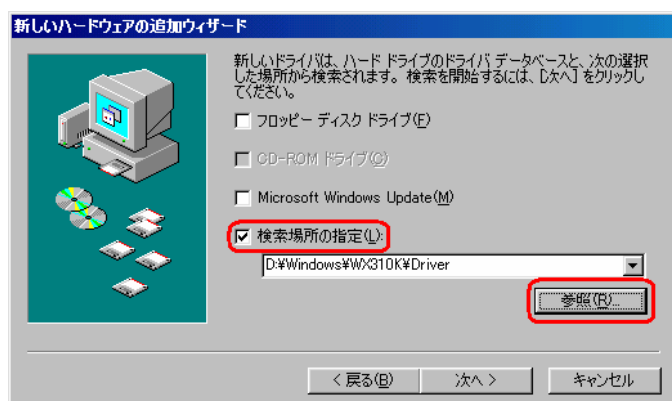 新しいハードウェアの追加ウィザード
新しいドライバは、ハード ドライブのドライバ データベースと、次の選択
した場所から検索されます。検索を開始するには、[次へ] をクリックし
てください。
フロッピー ディスク ドライブ(F)
CD-ROM ドライブ(C)
Microsoft Windows Update(M)
検索場所の指定(L):
D:¥Windows¥WX310K¥Driver
参照(R)...
< 戻る(B)
次へ >
キャンセル